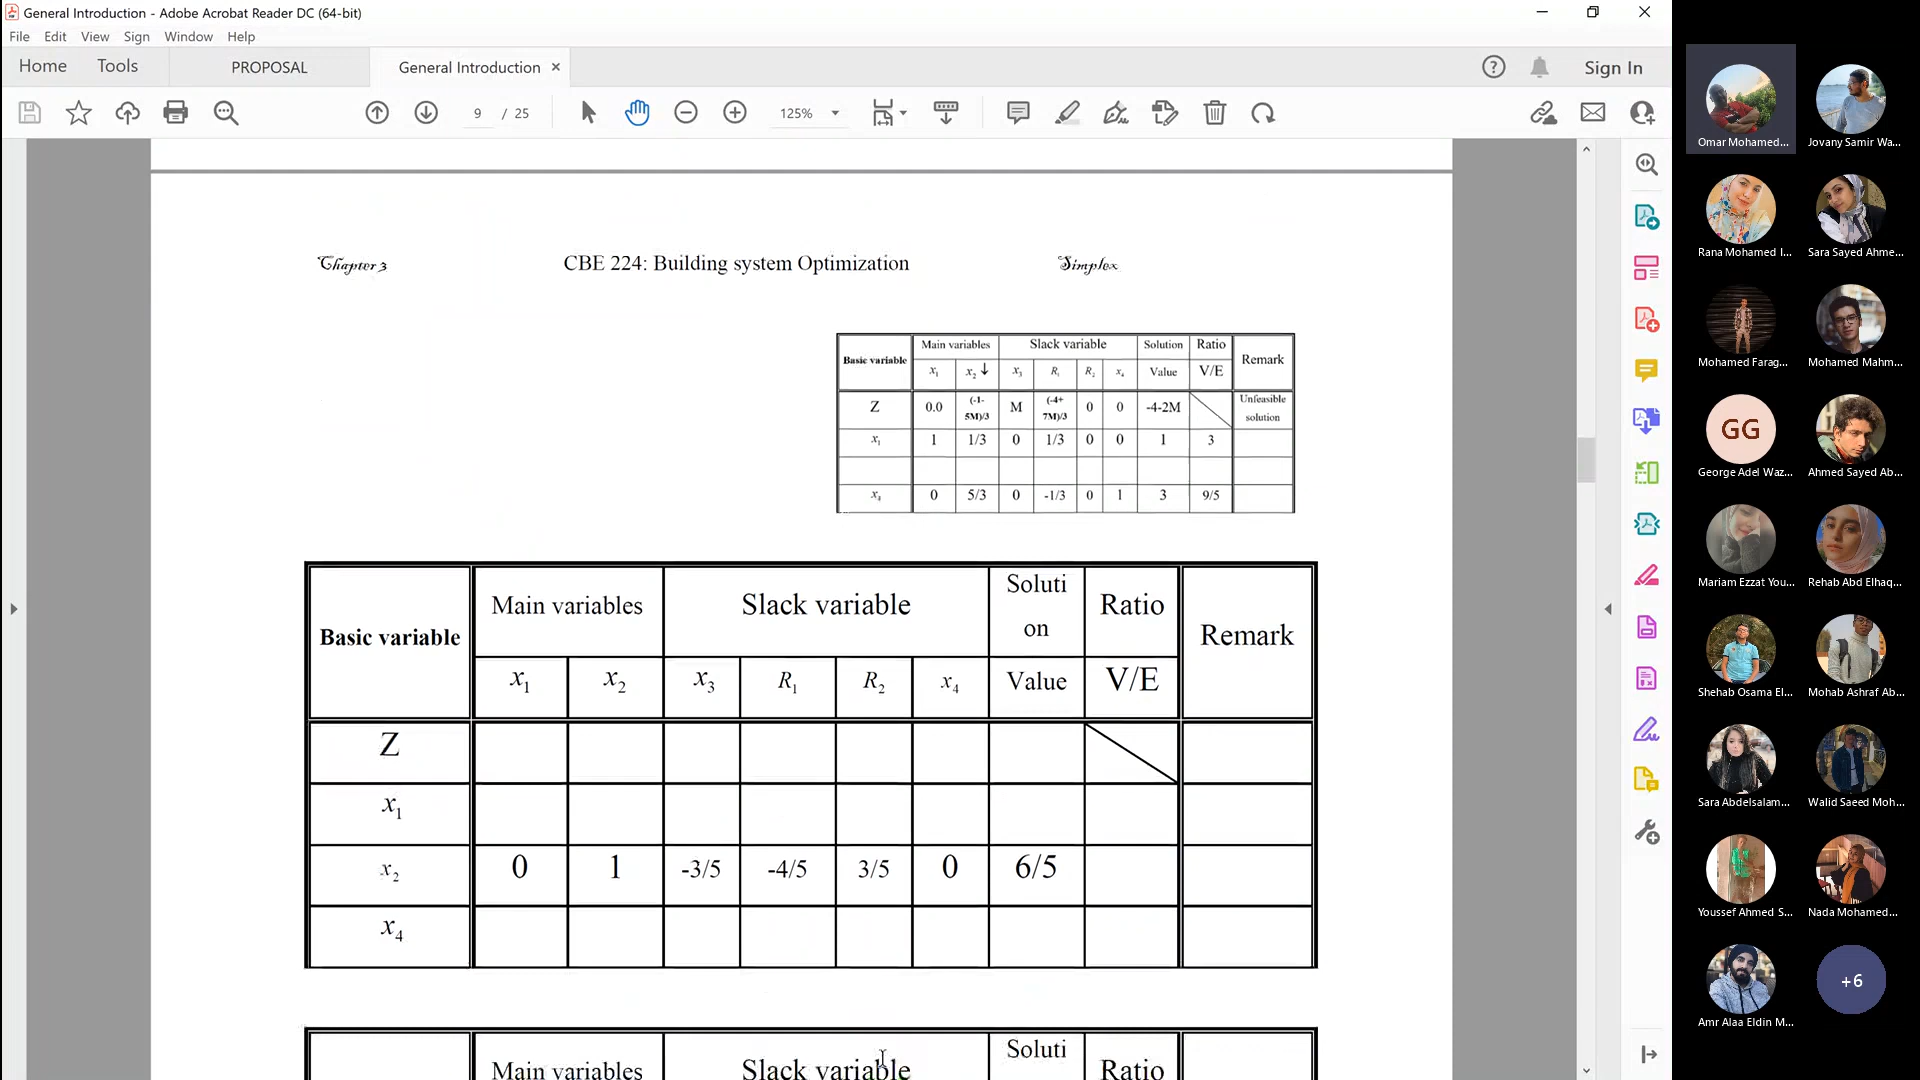 General Introduction - Adobe Acrobat Reader DC (64-bit)
File Edit View Sign Window Help
Home Tools PROPOSAL General Introduction × Sign In
9 / 25 125%
Chapter 3 CBE 224: Building system Optimization Simplex
Basic variable Main variables Slack variable Solution Ratio Remark
x₁ x₂ ↓ x₃ R₁ R₂ x₄ Value V/E
Z 0.0 (-1-5M)/3 M (-4+7M)/3 0 0 -4-2M Unfeasible solution
x₁ 1 1/3 0 1/3 0 0 1 3
x₄ 0 5/3 0 -1/3 0 1 3 9/5
Basic variable Main variables Slack variable Soluti on Ratio Remark
x₁ x₂ x₃ R₁ R₂ x₄ Value V/E
Z
x₁
x₂ 0 1 -3/5 -4/5 3/5 0 6/5
x₄
Main variables Slack variable Soluti Ratio
Omar Mohamed... Jovany Samir Wa...
Rana Mohamed I... Sara Sayed Ahme...
Mohamed Farag... Mohamed Mahm...
GG
George Adel Waz... Ahmed Sayed Ab...
Mariam Ezzat You... Rehab Abd Elhaq...
Shehab Osama El... Mohab Ashraf Ab...
Sara Abdelsalam... Walid Saeed Moh...
Youssef Ahmed S... Nada Mohamed...
+6
Amr Alaa Eldin M...